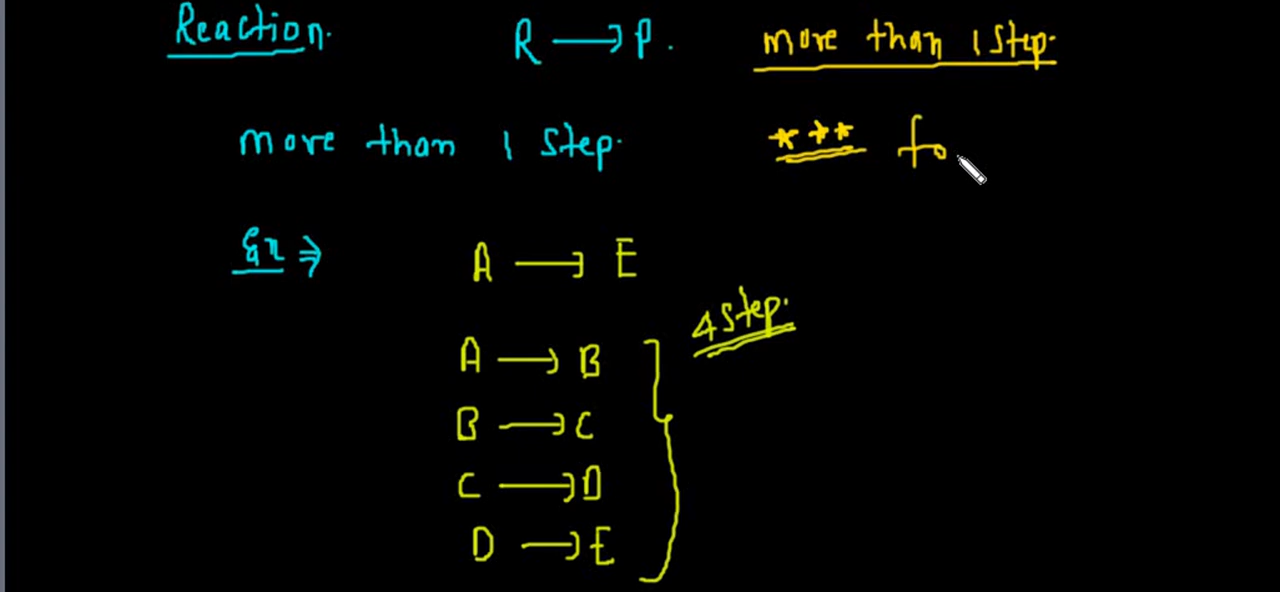 Reaction. R → P. more than 1 step.
more than 1 step. *** fo
Ex ⇒ A → E
4 step.
A → B
B → C
C → D
D → E